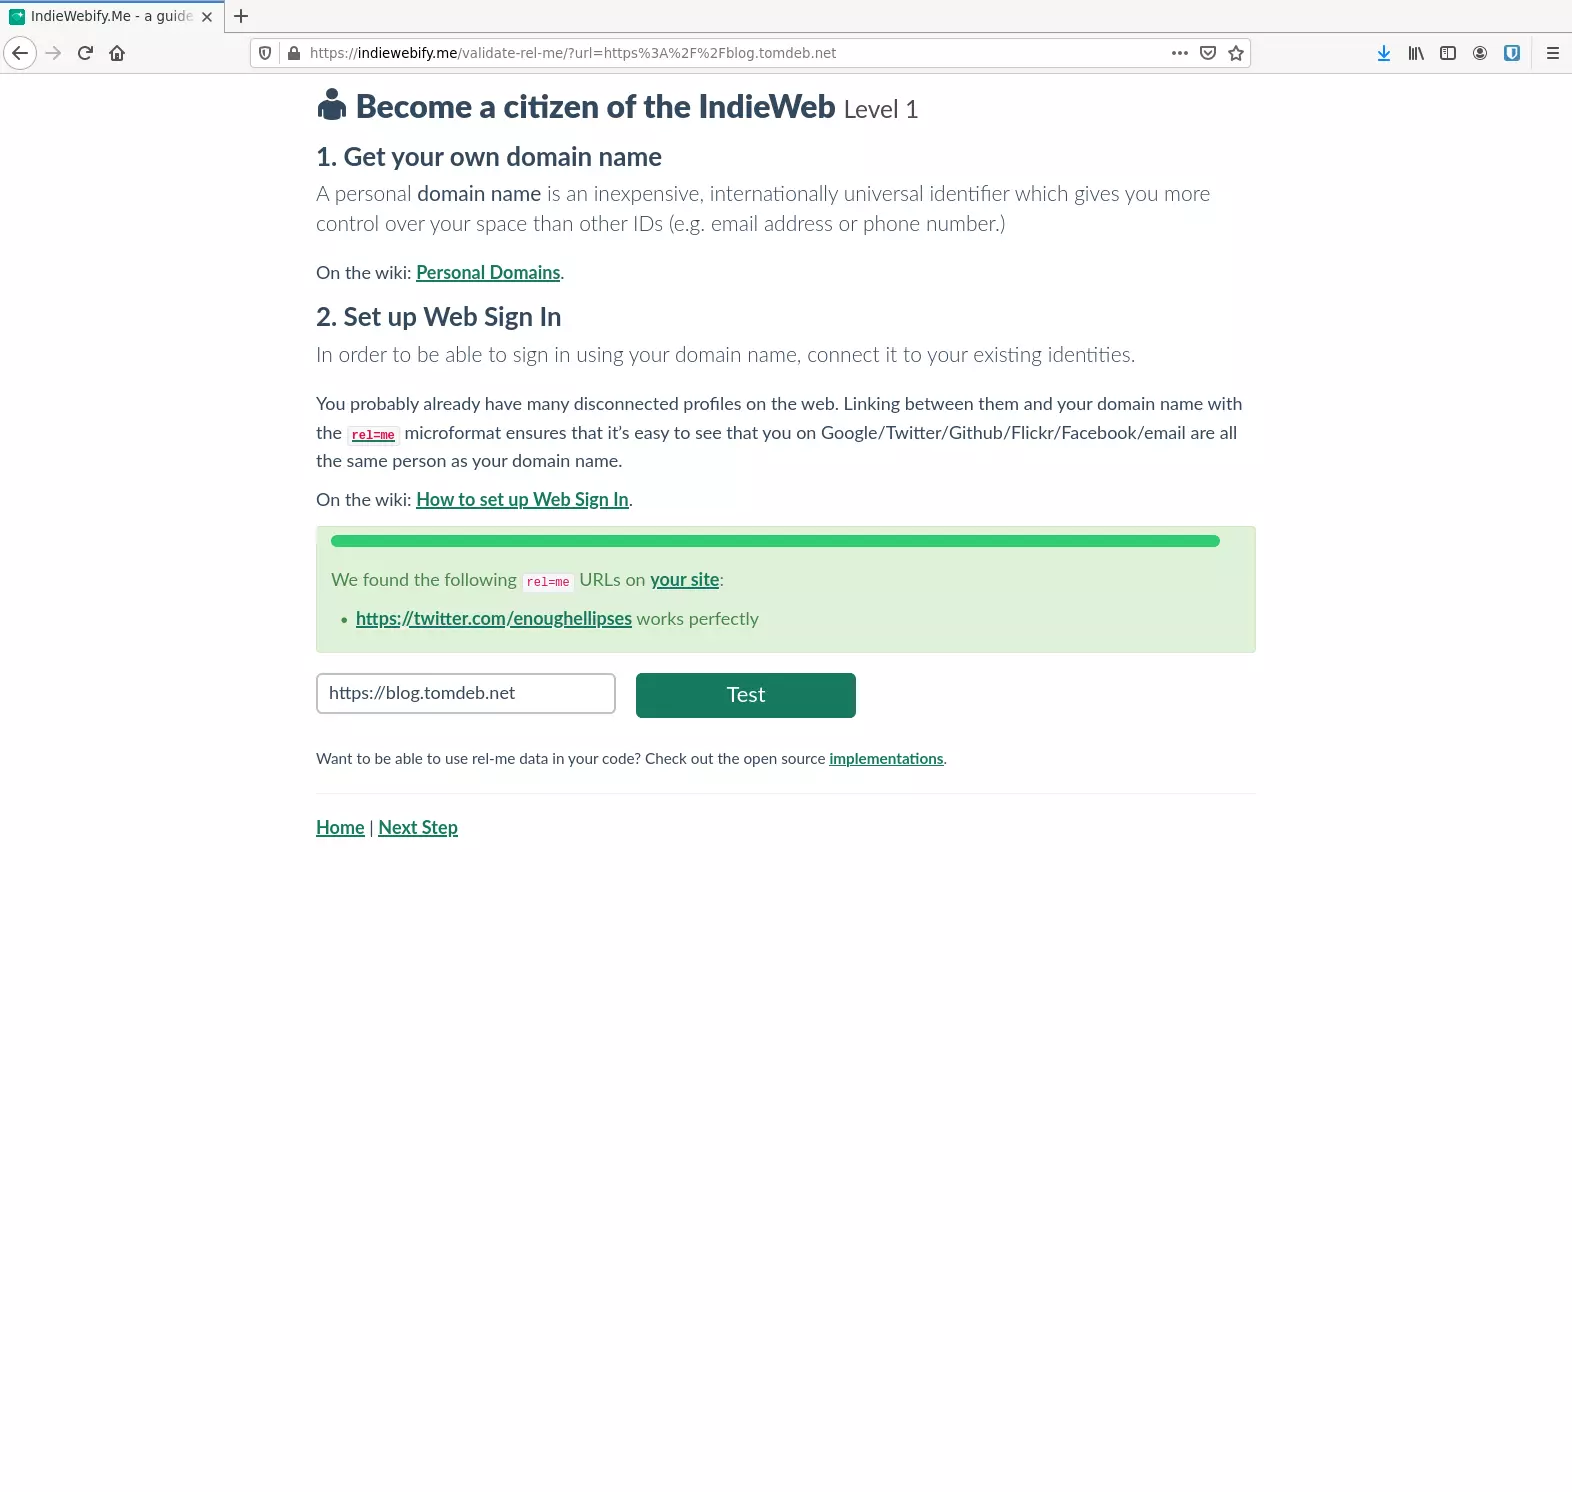 IndieWebify.Me - a guide
https://indiewebify.me/validate-rel-me/?url=https%3A%2F%2Fblog.tomdeb.net
Become a citizen of the IndieWeb Level 1
1. Get your own domain name
A personal domain name is an inexpensive, internationally universal identifier which gives you more
control over your space than other IDs (e.g. email address or phone number.)
On the wiki: Personal Domains.
2. Set up Web Sign In
In order to be able to sign in using your domain name, connect it to your existing identities.
You probably already have many disconnected profiles on the web. Linking between them and your domain name with
the rel=me microformat ensures that it’s easy to see that you on Google/Twitter/Github/Flickr/Facebook/email are all
the same person as your domain name.
On the wiki: How to set up Web Sign In.
We found the following rel=me URLs on your site:
• https://twitter.com/enoughellipses works perfectly
https://blog.tomdeb.net
Test
Want to be able to use rel-me data in your code? Check out the open source implementations.
Home | Next Step